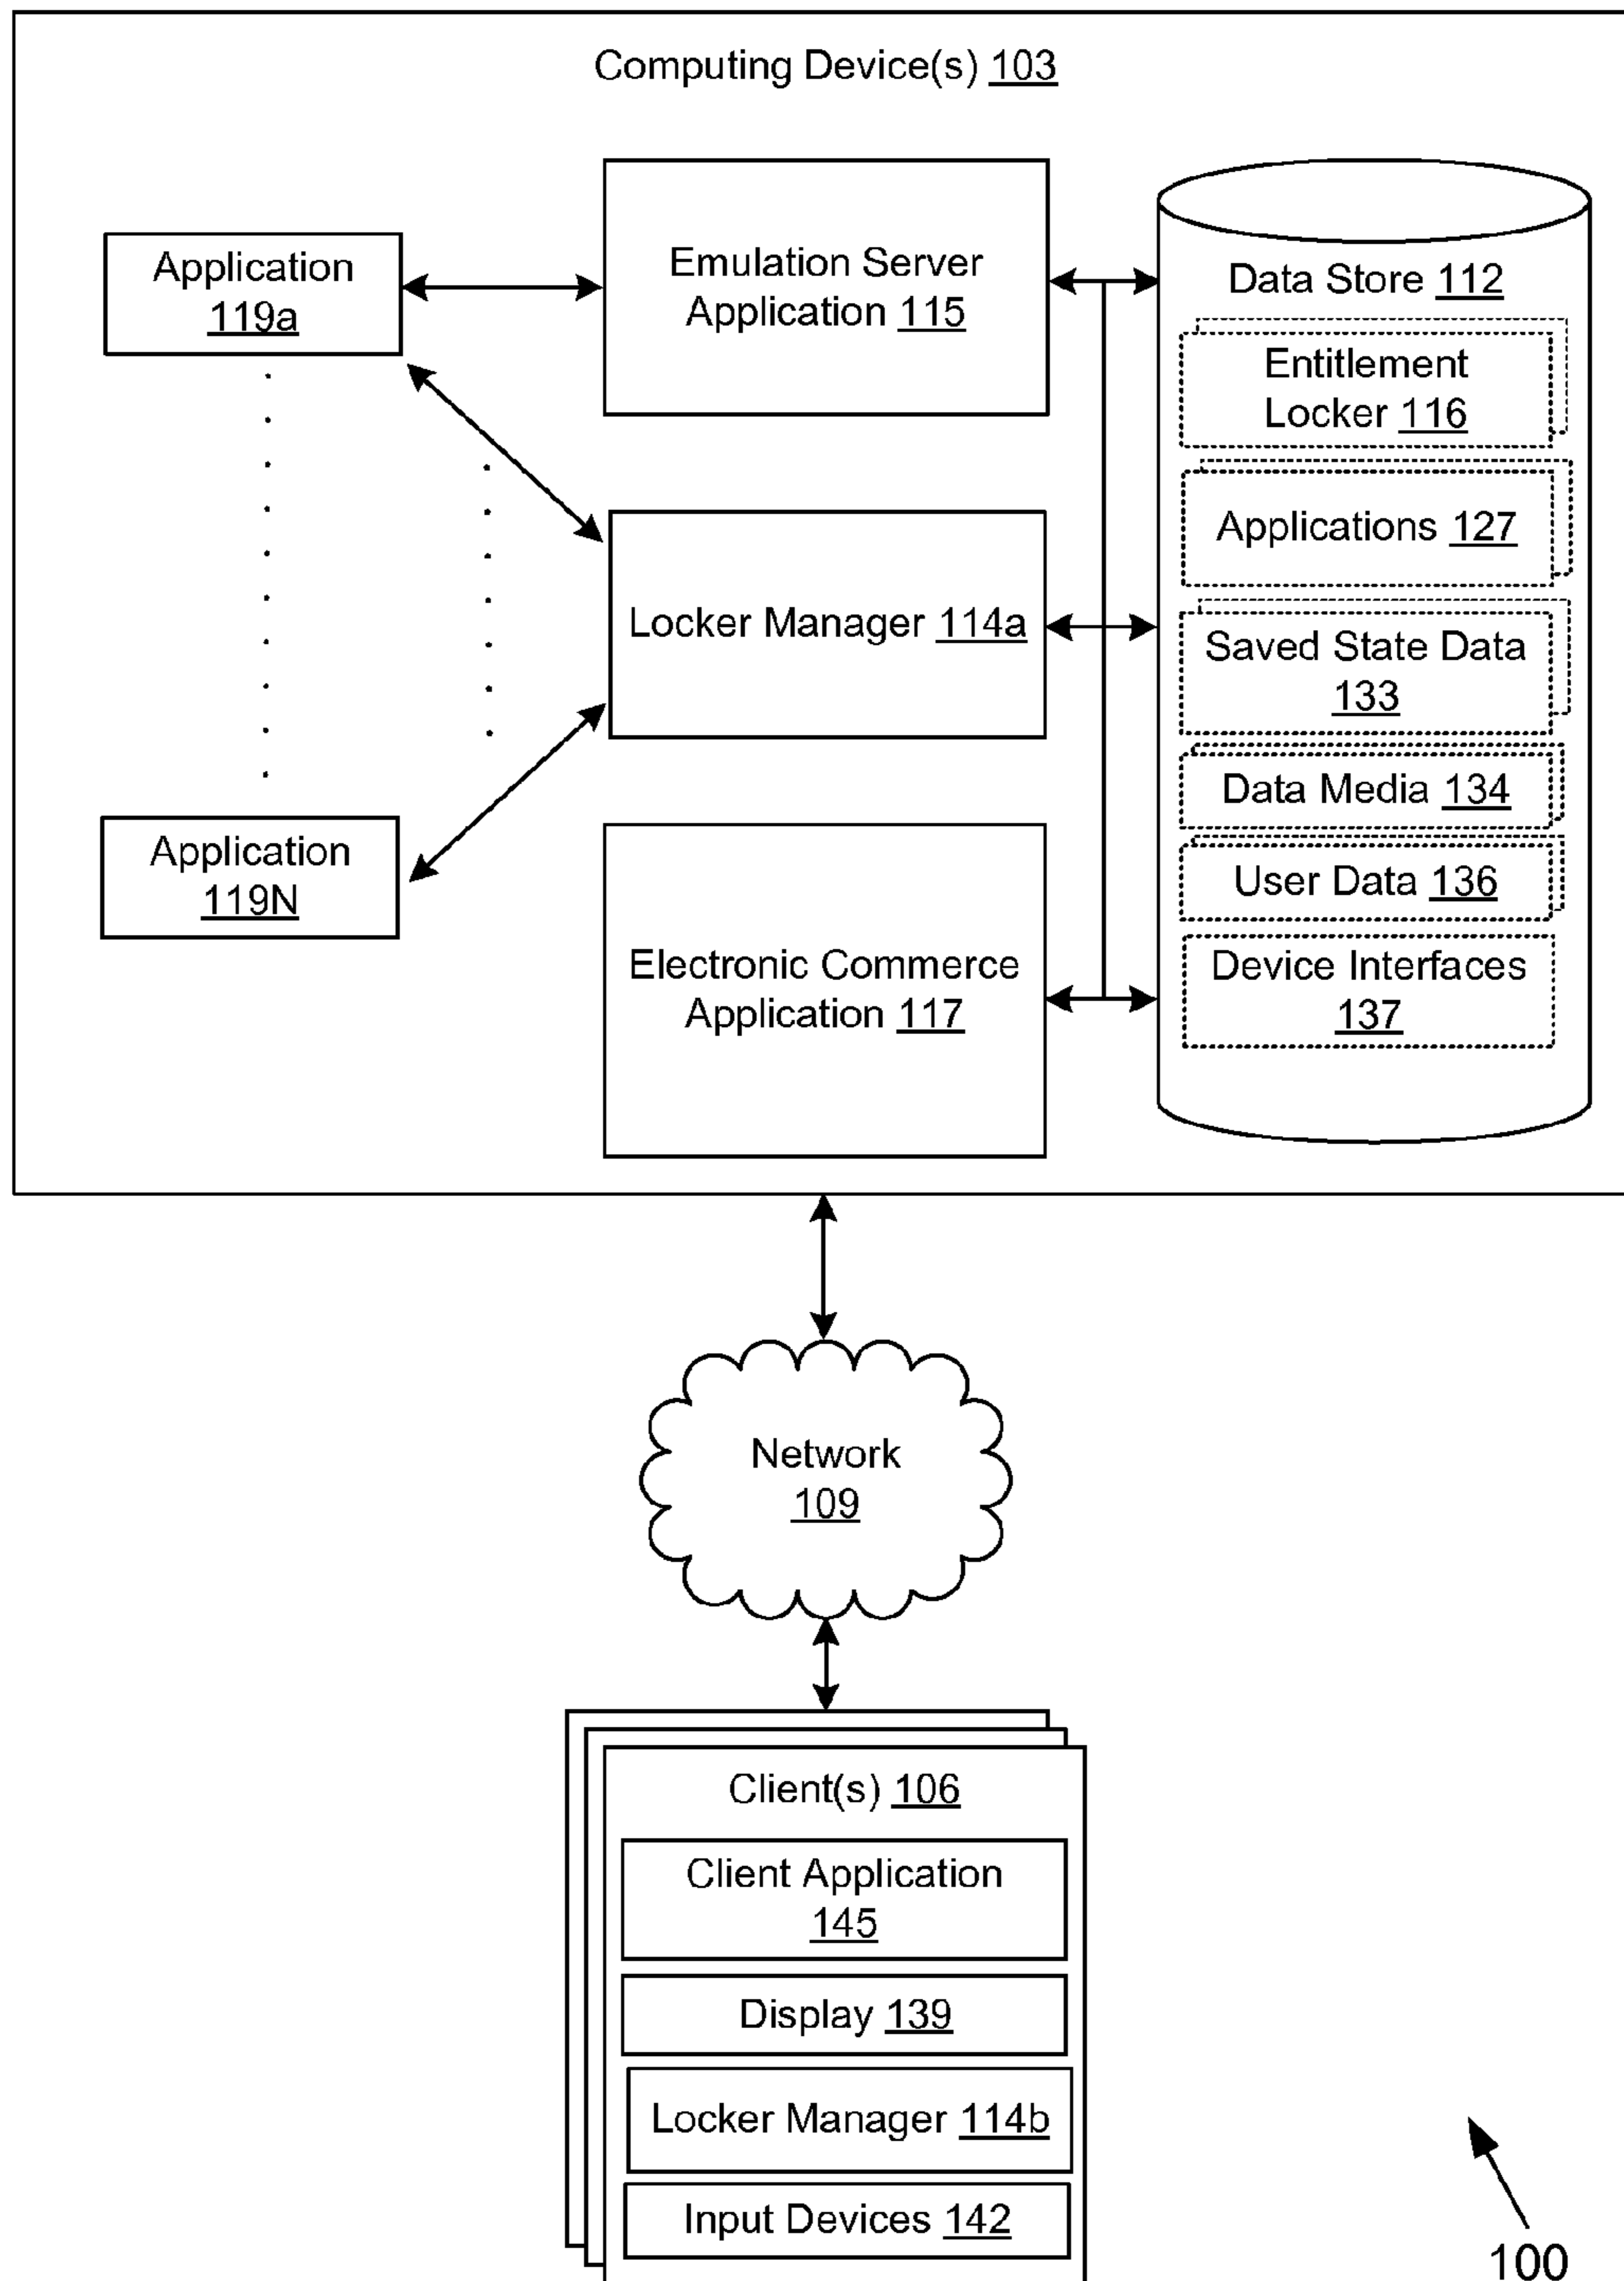 Computing Device(s) 103
Application
119a
Application
119N
Emulation Server
Application 115
Locker Manager 114a
Electronic Commerce
Application 117
Data Store 112
Entitlement
Locker 116
Applications 127
Saved State Data
133
Data Media 134
User Data 136
Device Interfaces
137
Network
109
Client(s) 106
Client Application
145
Display 139
Locker Manager 114b
Input Devices 142
100